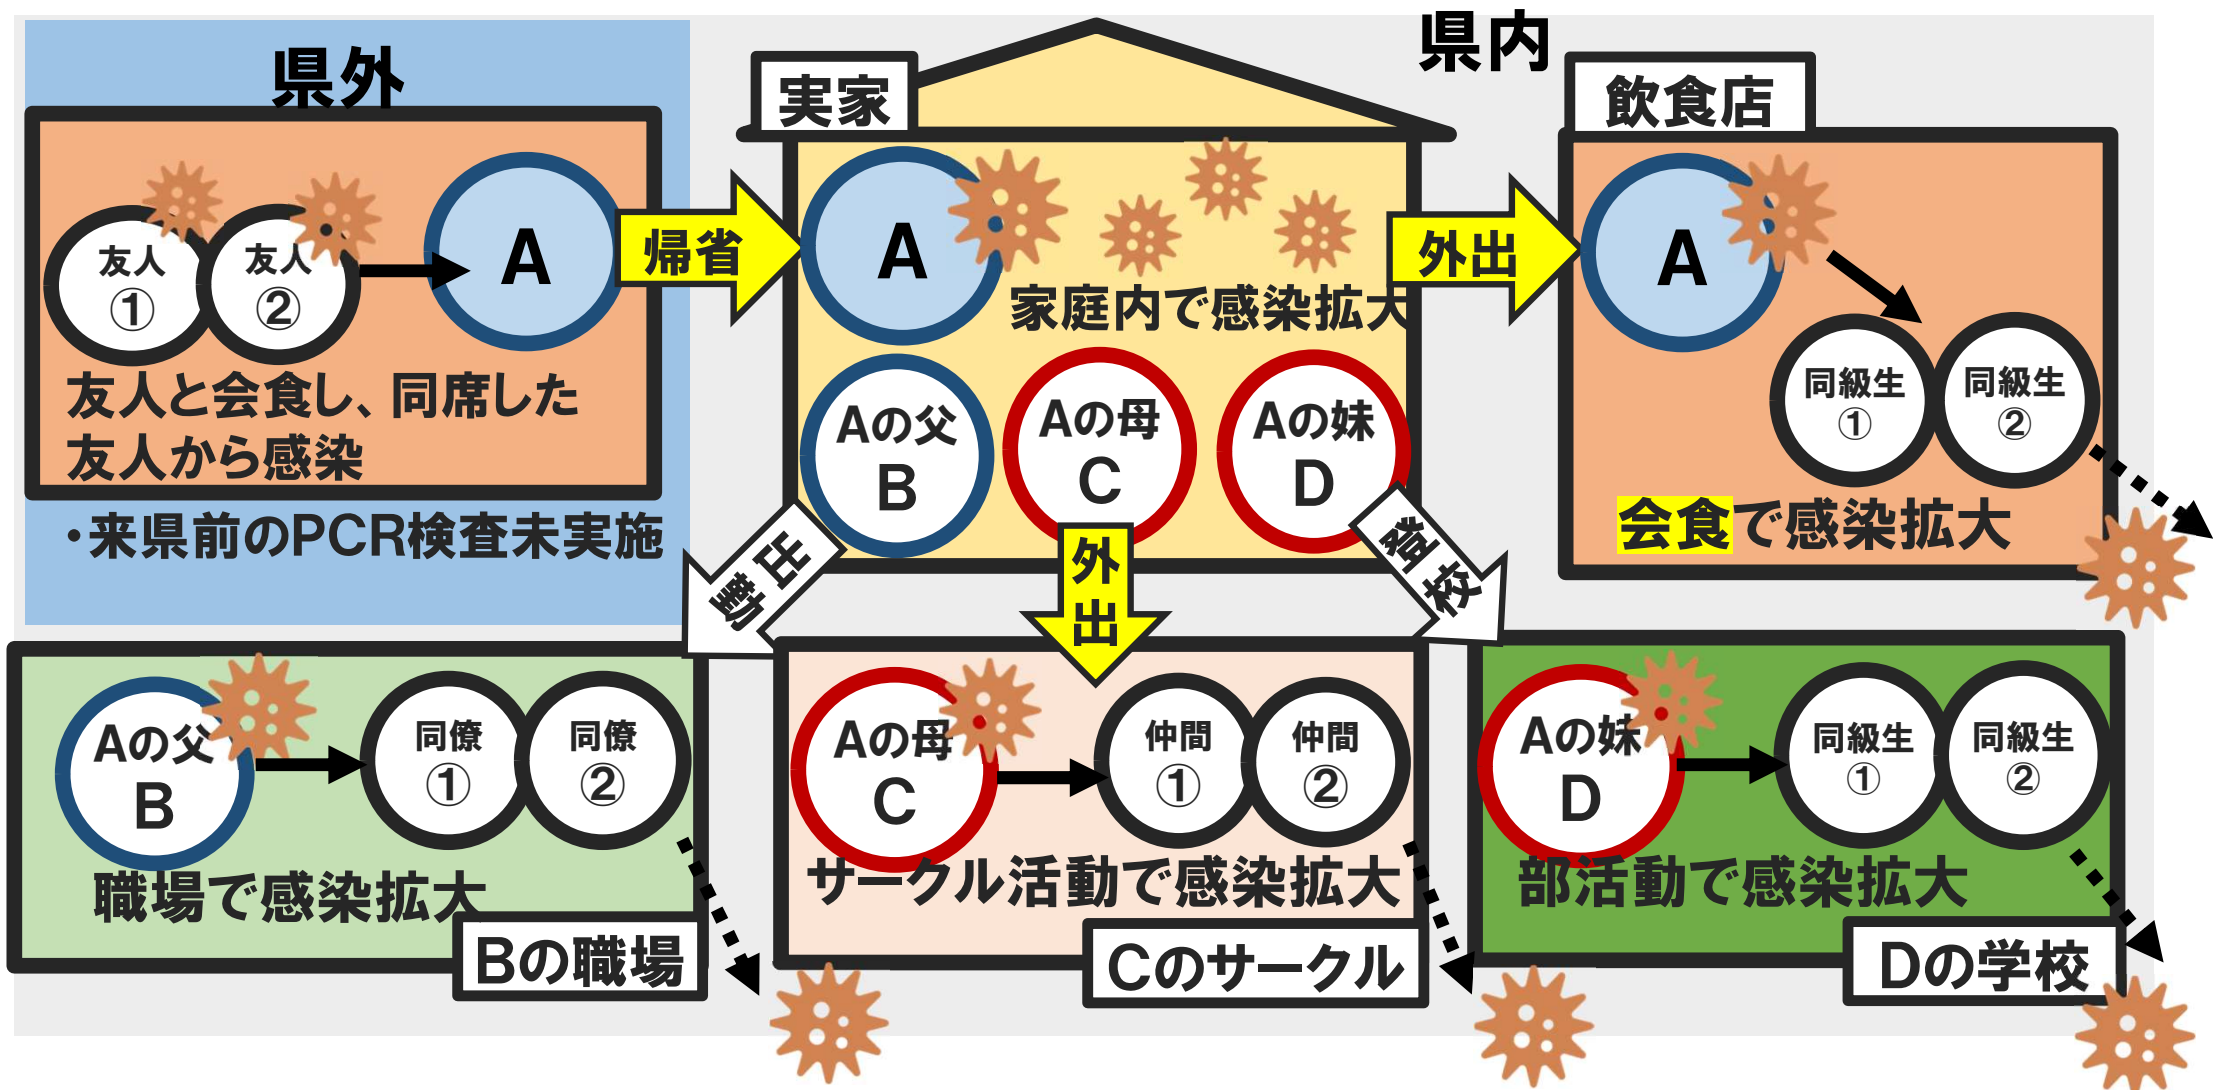 県外
友人
①
友人
②
A
友人と会食し、同席した
友人から感染
・来県前のPCR検査未実施
帰省
県内
実家
A
家庭内で感染拡大
Aの父
B
Aの母
C
Aの妹
D
外出
飲食店
A
同級生
①
同級生
②
会食で感染拡大
出勤
外出
登校
Aの父
B
同僚
①
同僚
②
職場で感染拡大
Bの職場
Aの母
C
仲間
①
仲間
②
サークル活動で感染拡大
Cのサークル
Aの妹
D
同級生
①
同級生
②
部活動で感染拡大
Dの学校